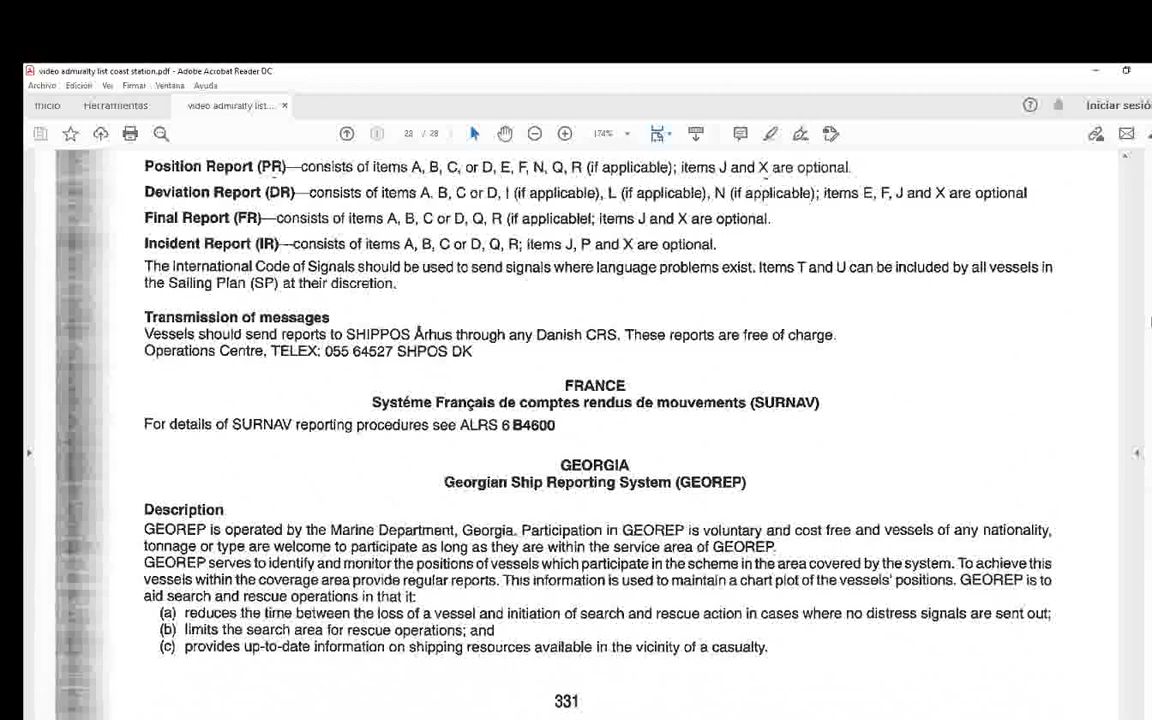 video admiralty list coast station.pdf - Adobe Acrobat Reader DC
Archivo Edición Ver Firmar Ventana Ayuda
Inicio Herramientas video admiralty list... × Iniciar sesió
22 / 28 174%
Position Report (PR)—consists of items A, B, C, or D, E, F, N, Q, R (if applicable); items J and X are optional.
Deviation Report (DR)—consists of items A. B, C or D, I (if applicable), L (if applicable), N (if applicable); items E, F, J and X are optional
Final Report (FR)—consists of items A, B, C or D, Q, R (if applicablel; items J and X are optional.
Incident Report (IR)—consists of items A, B, C or D, Q, R; items J, P and X are optional.
The International Code of Signals should be used to send signals where language problems exist. Items T and U can be included by all vessels in
the Sailing Plan (SP) at their discretion.
Transmission of messages
Vessels should send reports to SHIPPOS Århus through any Danish CRS. These reports are free of charge.
Operations Centre, TELEX: 055 64527 SHPOS DK
FRANCE
Systéme Français de comptes rendus de mouvements (SURNAV)
For details of SURNAV reporting procedures see ALRS 6 B4600
GEORGIA
Georgian Ship Reporting System (GEOREP)
Description
GEOREP is operated by the Marine Department, Georgia. Participation in GEOREP is voluntary and cost free and vessels of any nationality,
tonnage or type are welcome to participate as long as they are within the service area of GEOREP.
GEOREP serves to identify and monitor the positions of vessels which participate in the scheme in the area covered by the system. To achieve this
vessels within the coverage area provide regular reports. This information is used to maintain a chart plot of the vessels' positions. GEOREP is to
aid search and rescue operations in that it:
(a) reduces the time between the loss of a vessel and initiation of search and rescue action in cases where no distress signals are sent out;
(b) limits the search area for rescue operations; and
(c) provides up-to-date information on shipping resources available in the vicinity of a casualty.
331